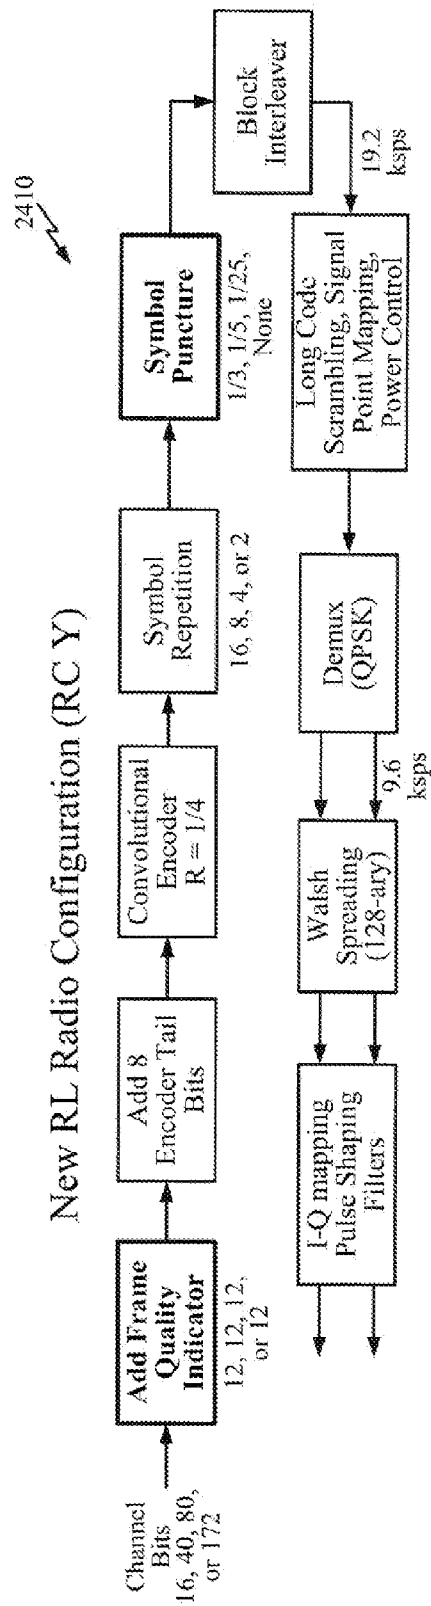 New RL Radio Configuration (RC Y)
2410
Channel
Bits
16, 40, 80,
or 172
Add Frame
Quality
Indicator
12, 12, 12,
or 12
Add 8
Encoder Tail
Bits
Convolutional
Encoder
R = 1/4
Symbol
Repetition
16, 8, 4, or 2
Symbol
Puncture
1/3, 1/5, 1/25,
None
Block
Interleaver
19.2
ksps
Long Code
Scrambling, Signal
Point Mapping,
Power Control
Demux
(QPSK)
9.6
ksps
Walsh
Spreading
(128-ary)
I-Q mapping
Pulse Shaping
Filters